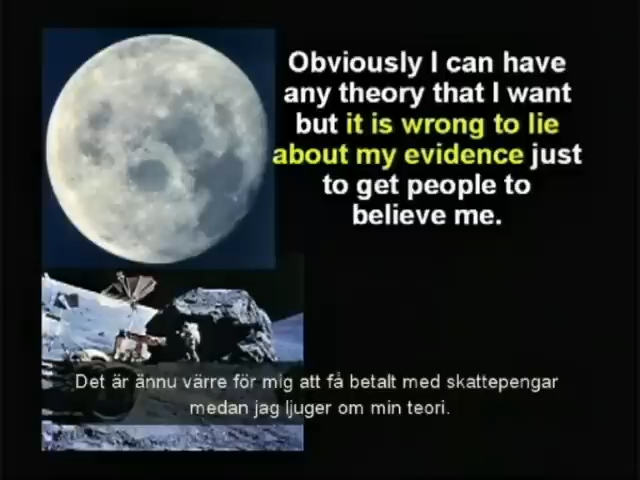 Obviously I can have
any theory that I want
but it is wrong to lie
about my evidence just
to get people to
believe me.
Det är ännu värre för mig att få betalt med skattepengar
medan jag ljuger om min teori.